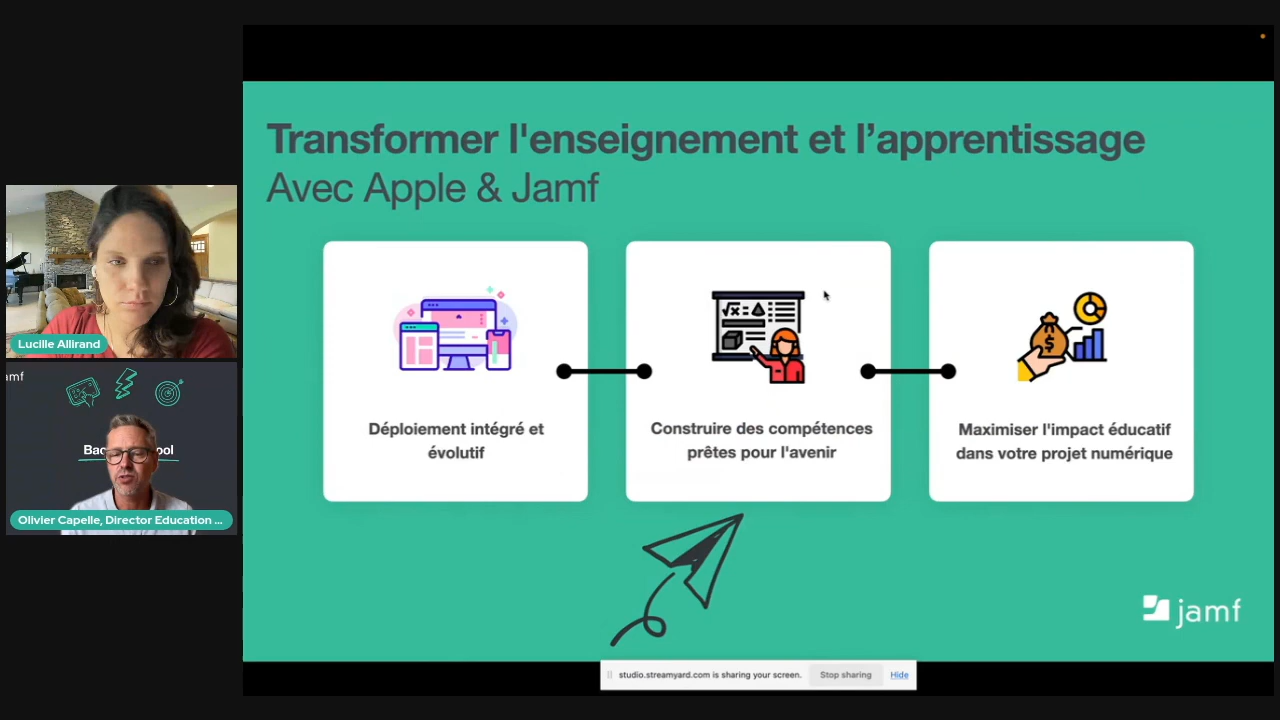 Transformer l'enseignement et l’apprentissage
Avec Apple & Jamf
Déploiement intégré et
évolutif
Construire des compétences
prêtes pour l'avenir
Maximiser l'impact éducatif
dans votre projet numérique
jamf
Lucille Allirand
amf
Olivier Capelle, Director Education ...
studio.streamyard.com is sharing your screen.
Stop sharing
Hide